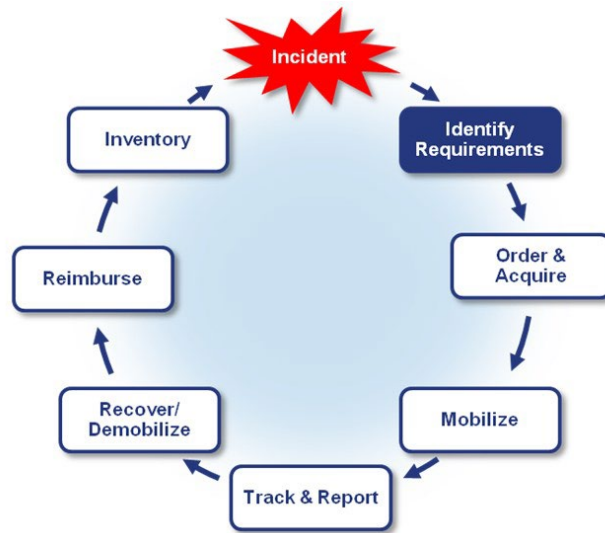 Incident
Identify
Requirements
Order &
Acquire
Mobilize
Track & Report
Recover/
Demobilize
Reimburse
Inventory